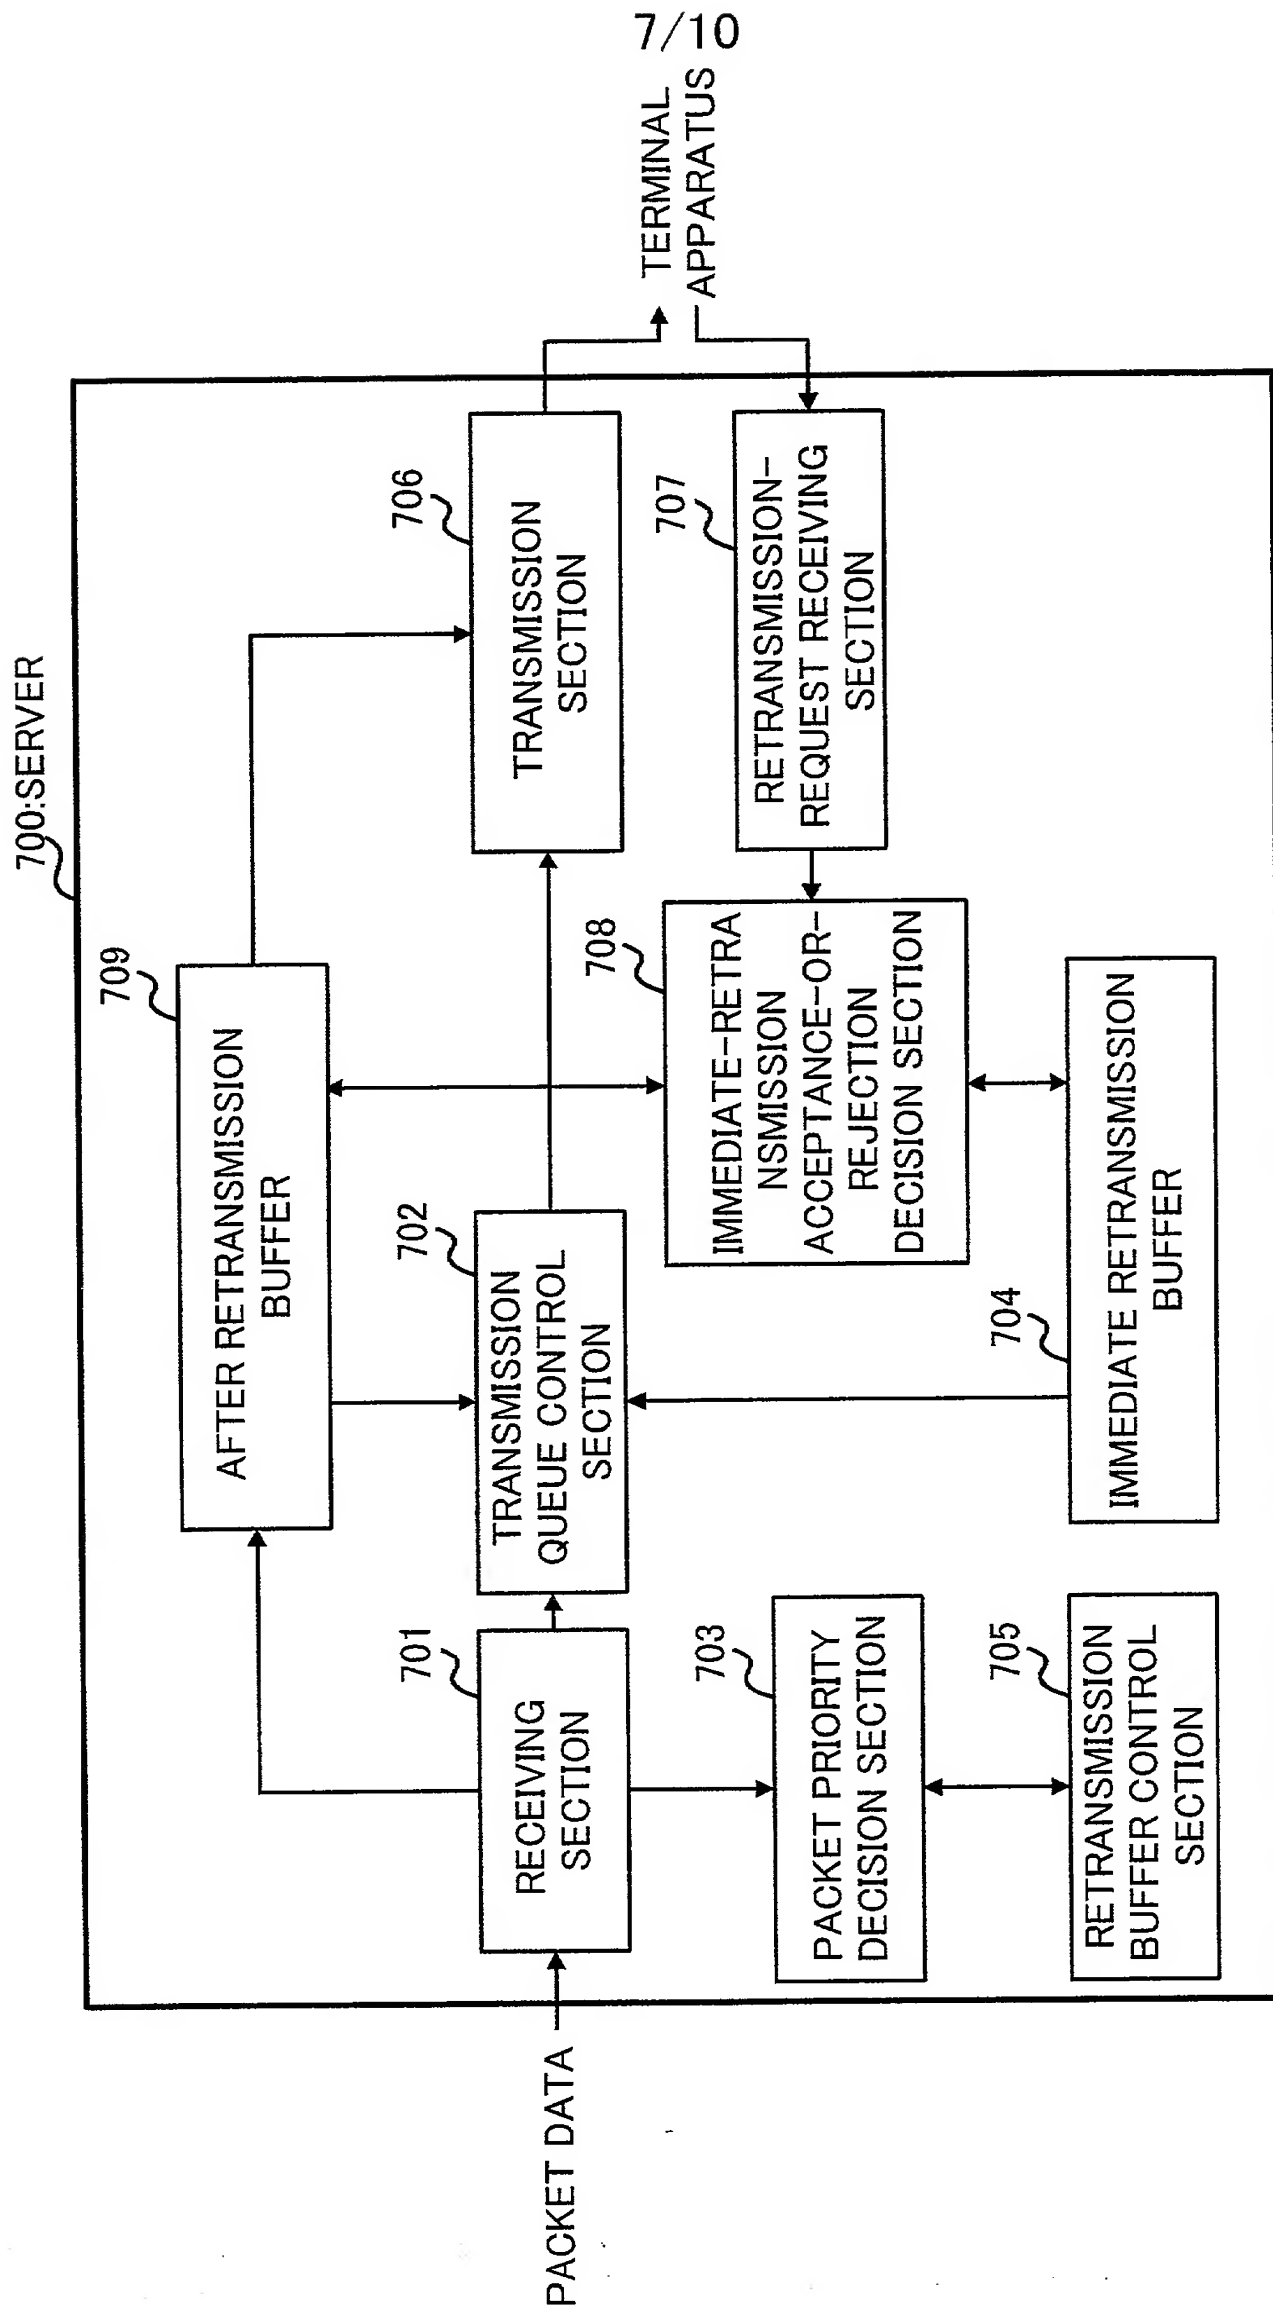 7/10
700:SERVER
709
AFTER RETRANSMISSION
BUFFER
PACKET DATA
701
RECEIVING
SECTION
702
TRANSMISSION
QUEUE CONTROL
SECTION
706
TRANSMISSION
SECTION
TERMINAL
APPARATUS
703
PACKET PRIORITY
DECISION SECTION
708
IMMEDIATE-RETRA
NSMISSION
ACCEPTANCE-OR-
REJECTION
DECISION SECTION
707
RETRANSMISSION-
REQUEST RECEIVING
SECTION
705
RETRANSMISSION
BUFFER CONTROL
SECTION
704
IMMEDIATE RETRANSMISSION
BUFFER